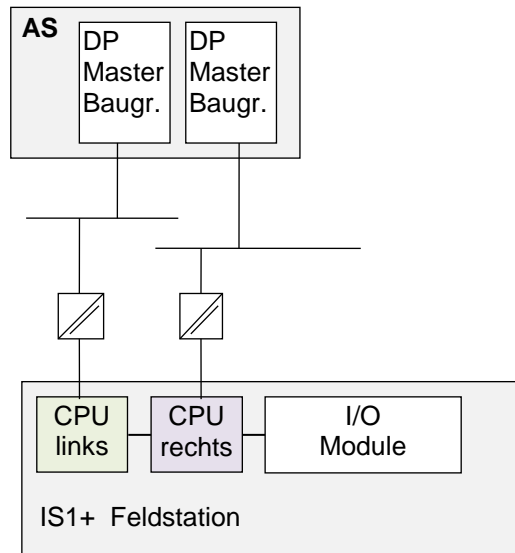 AS
DP
Master
Baugr.
DP
Master
Baugr.
CPU
links
CPU
rechts
I/O
Module
IS1+ Feldstation